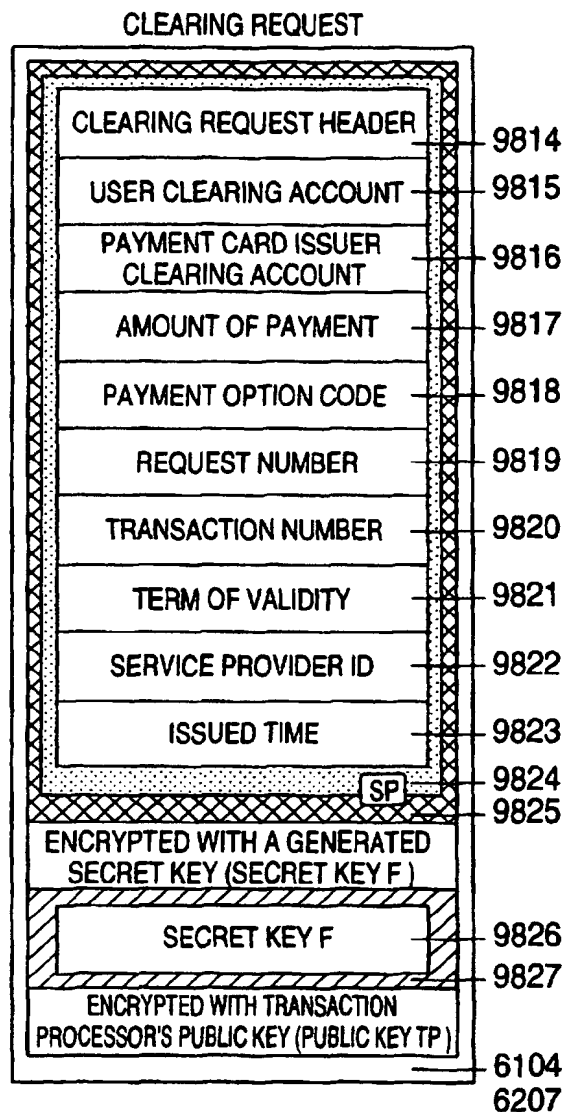 CLEARING REQUEST
CLEARING REQUEST HEADER
9814
USER CLEARING ACCOUNT
9815
PAYMENT CARD ISSUER
CLEARING ACCOUNT
9816
AMOUNT OF PAYMENT
9817
PAYMENT OPTION CODE
9818
REQUEST NUMBER
9819
TRANSACTION NUMBER
9820
TERM OF VALIDITY
9821
SERVICE PROVIDER ID
9822
ISSUED TIME
9823
SP
9824
9825
ENCRYPTED WITH A GENERATED
SECRET KEY (SECRET KEY F)
SECRET KEY F
9826
9827
ENCRYPTED WITH TRANSACTION
PROCESSOR'S PUBLIC KEY (PUBLIC KEY TP)
6104
6207